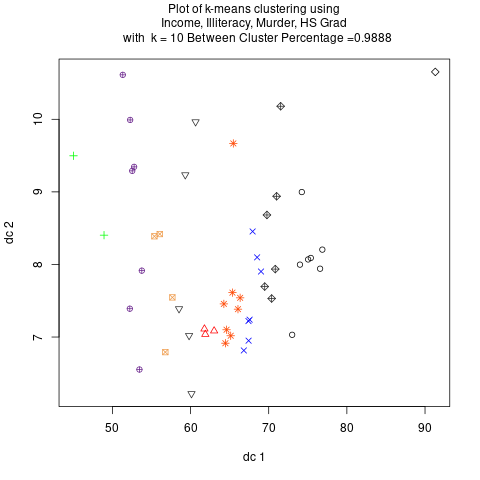 Plot of k-means clustering using
Income, Illiteracy, Murder, HS Grad
with k = 10 Between Cluster Percentage =0.9888
dc 2
10
9
8
7
50 60 70 80 90
dc 1